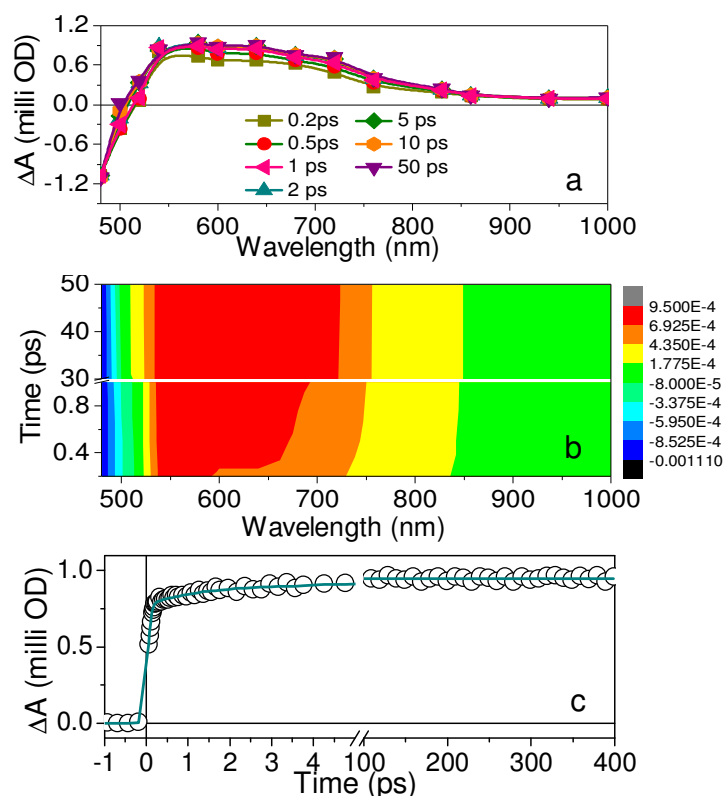 1.2
0.6
0.0
-0.6
-1.2
ΔA (milli OD)
0.2ps
0.5ps
1 ps
2 ps
5 ps
10 ps
50 ps
a
500 600 700 800 900 1000
Wavelength (nm)
50
40
30
0.8
0.4
Time (ps)
b
9.500E-4
6.925E-4
4.350E-4
1.775E-4
-8.000E-5
-3.375E-4
-5.950E-4
-8.525E-4
-0.001110
500 600 700 800 900 1000
Wavelength (nm)
1.0
0.5
0.0
ΔA (milli OD)
c
-1 0 1 2 3 4 200 300 400
Time (ps)